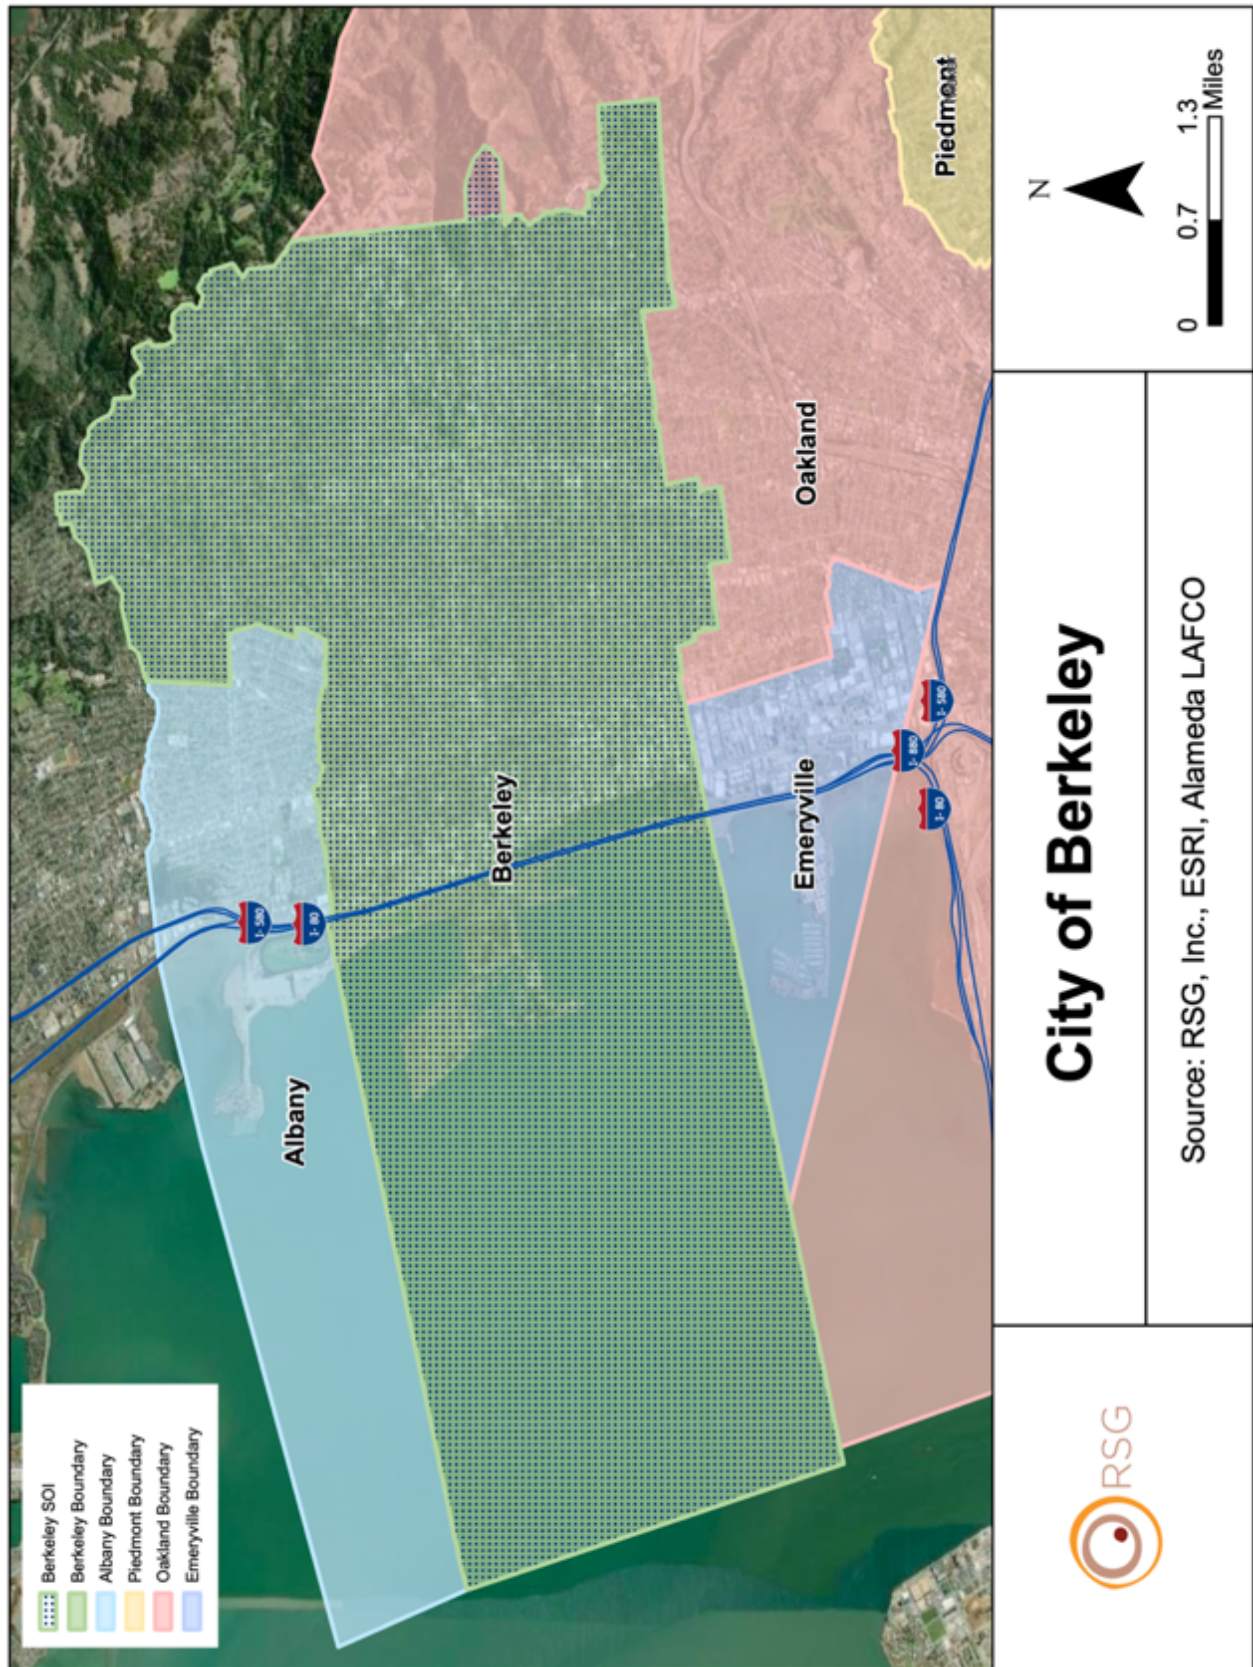 Berkeley SOI
Berkeley Boundary
Albany Boundary
Piedmont Boundary
Oakland Boundary
Emeryville Boundary
I- 580
I- 80
Albany
Berkeley
Emeryville
Oakland
Piedmont
I- 80
I- 880
I- 580
RSG
City of Berkeley
Source: RSG, Inc., ESRI, Alameda LAFCO
N
0 0.7 1.3
Miles